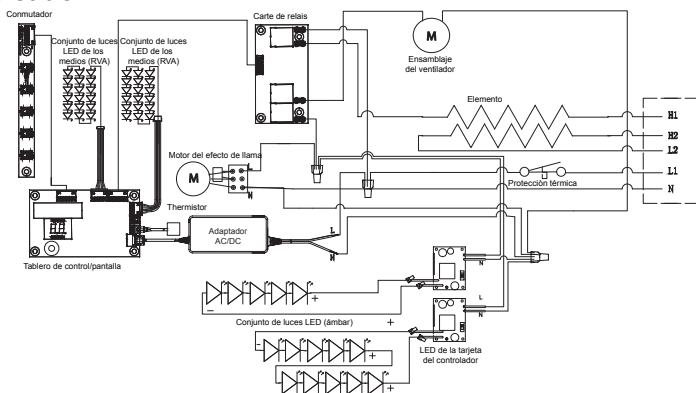 Conmutador
Conjunto de luces
LED de los
medios (RVA)
Conjunto de luces
LED de los
medios (RVA)
Carte de relais
M
Ensamblaje
del ventilador
Elemento
H1
H2
L2
L1
N
Protección térmica
Motor del efecto de llama
M
L
N
Thermistor
Adaptador
AC/DC
L
N
Tablero de control/pantalla
Conjunto de luces LED (ámbar)
- +
+
- +
+
N
L
N
LED de la tarjeta
del controlador